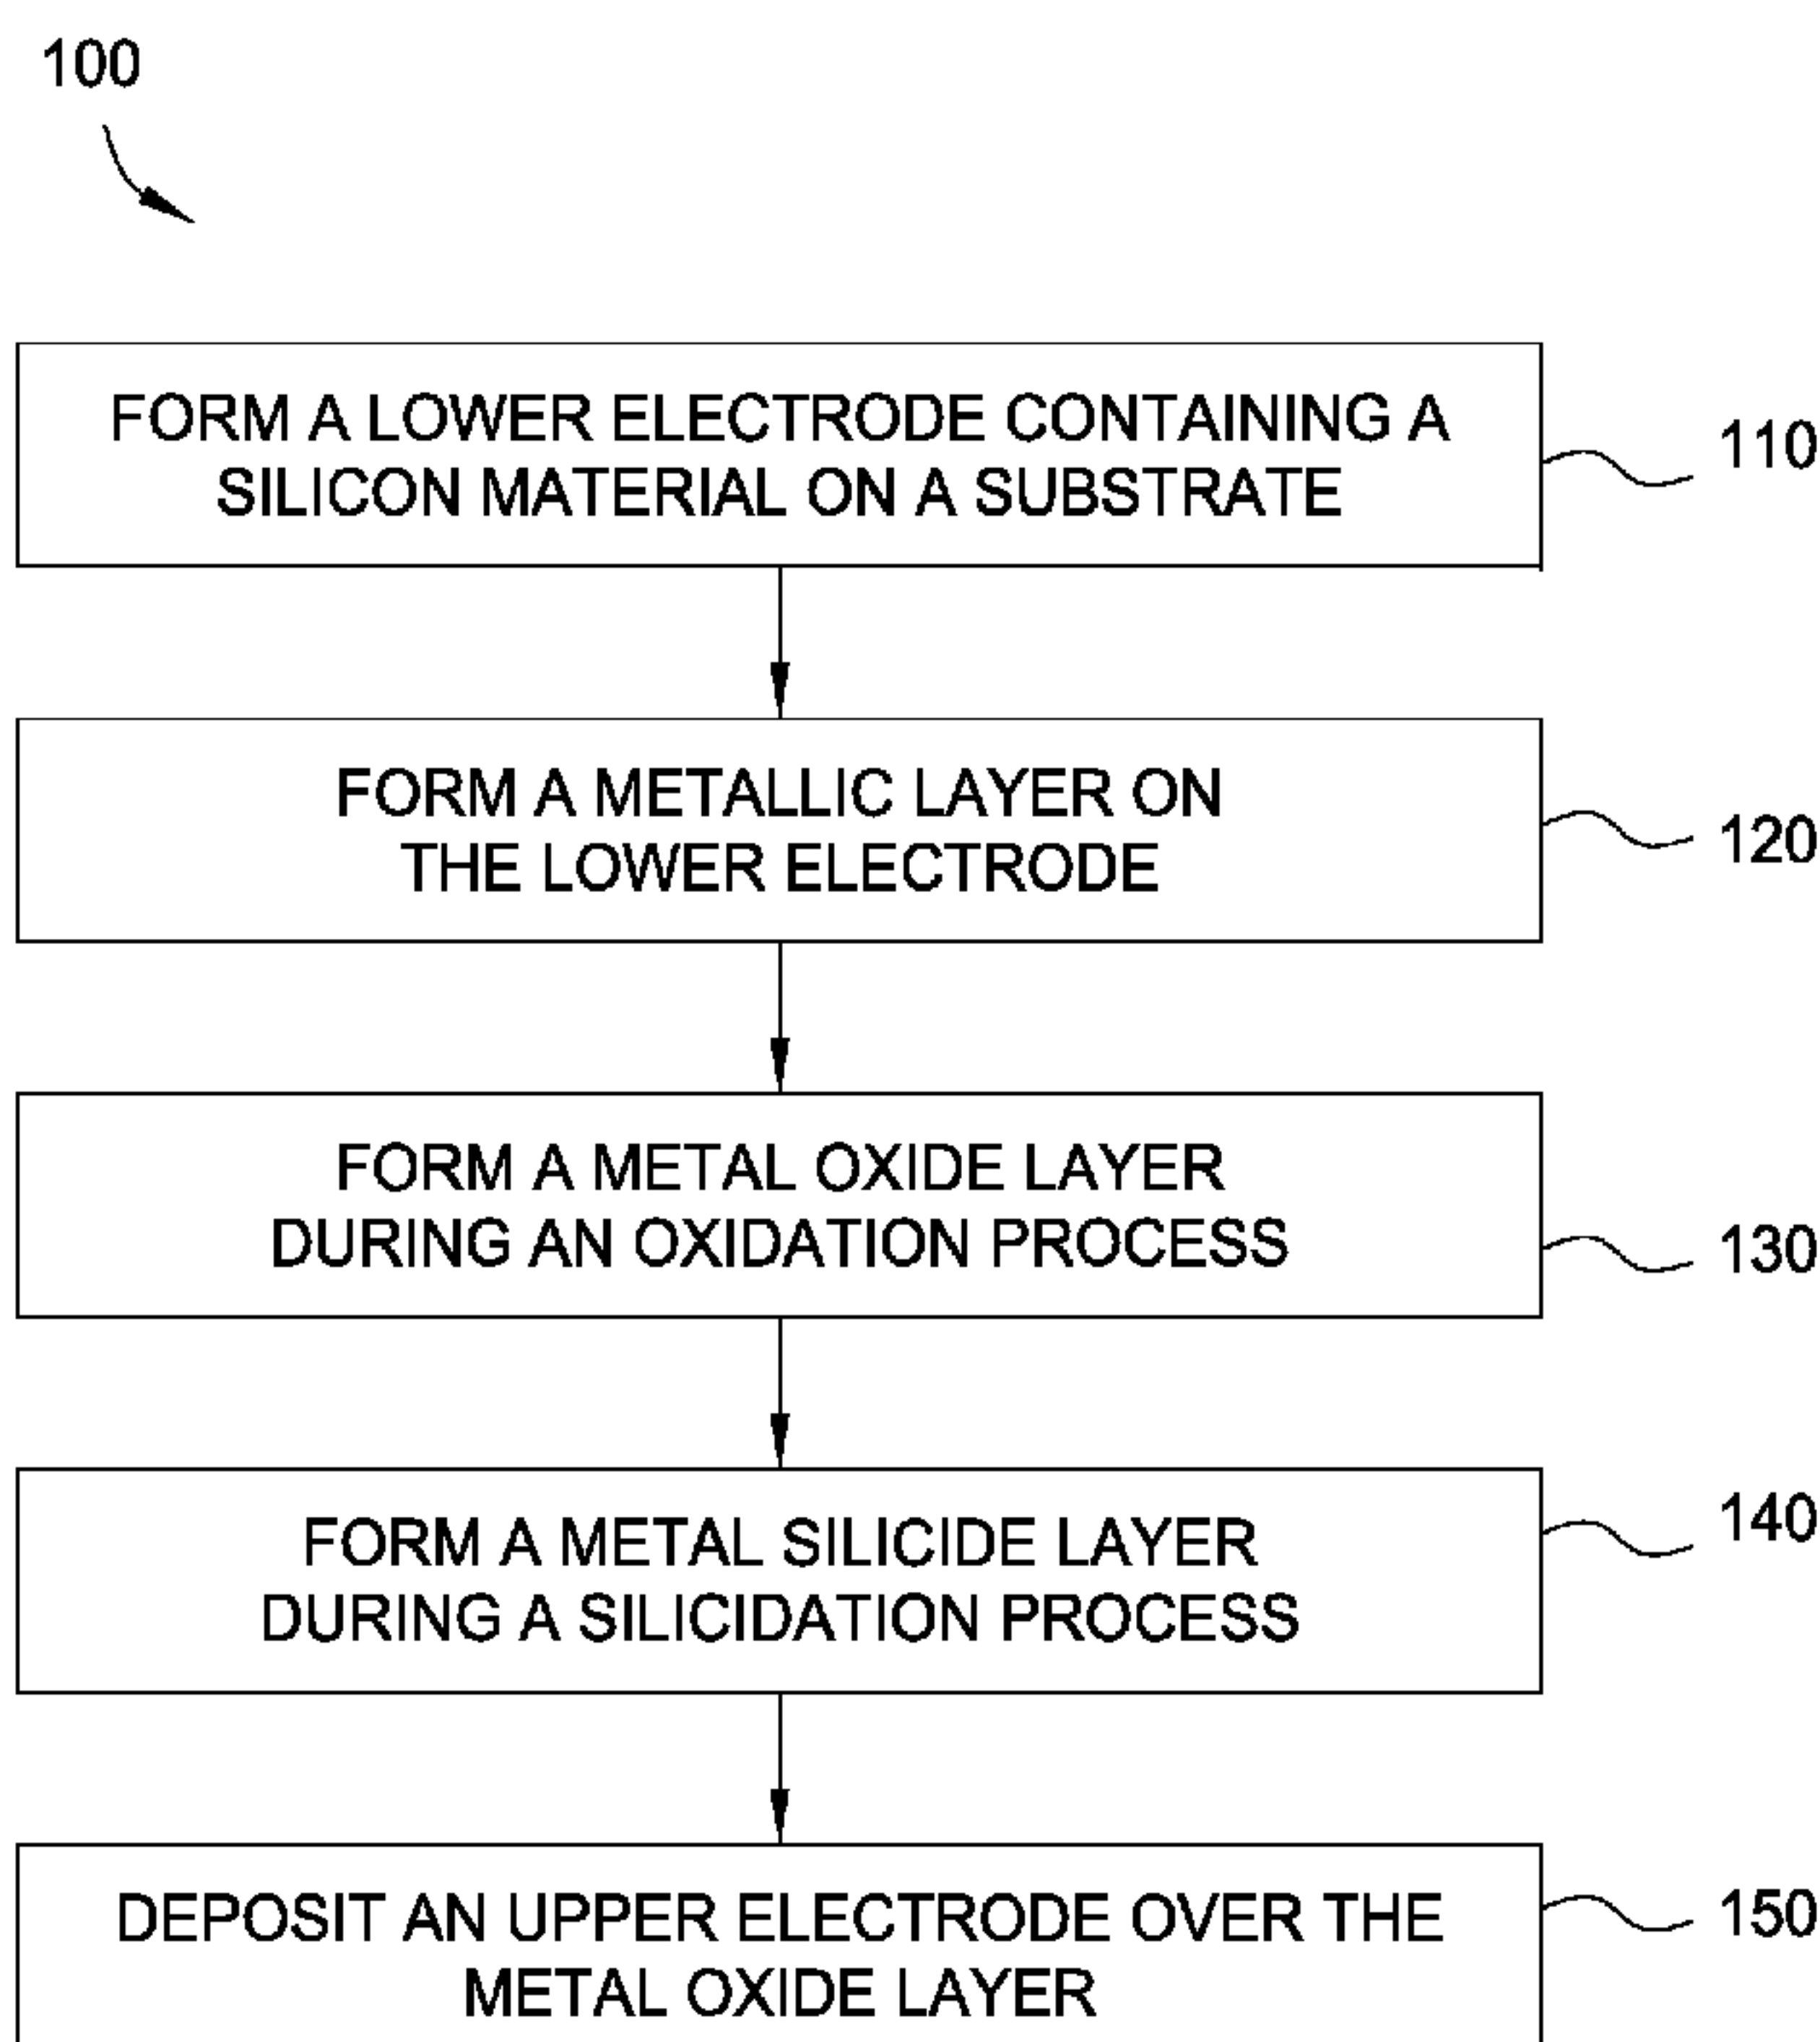 100
FORM A LOWER ELECTRODE CONTAINING A
SILICON MATERIAL ON A SUBSTRATE
110
FORM A METALLIC LAYER ON
THE LOWER ELECTRODE
120
FORM A METAL OXIDE LAYER
DURING AN OXIDATION PROCESS
130
FORM A METAL SILICIDE LAYER
DURING A SILICIDATION PROCESS
140
DEPOSIT AN UPPER ELECTRODE OVER THE
METAL OXIDE LAYER
150